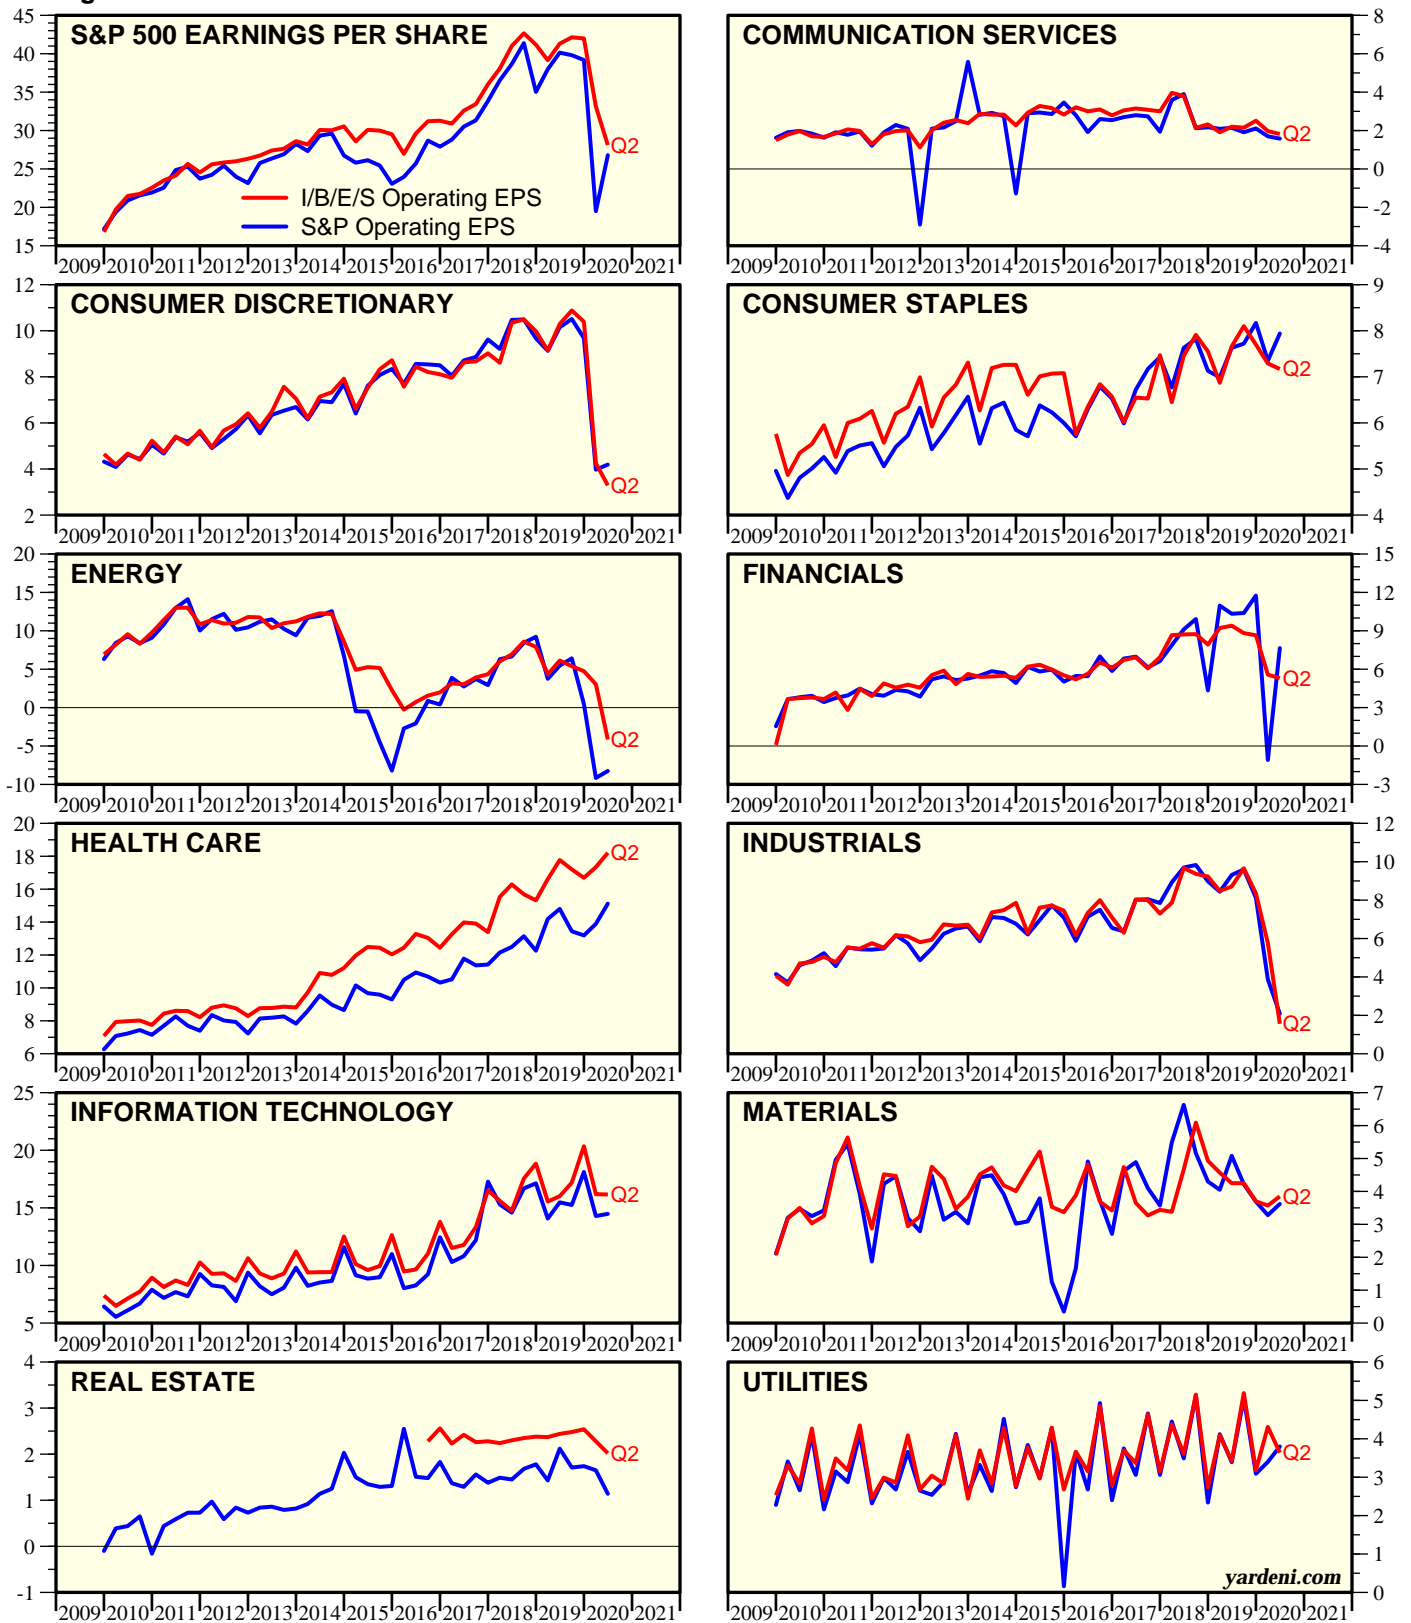 S&P 500 EARNINGS PER SHARE
45
40
35
30
25
20
15
I/B/E/S Operating EPS
S&P Operating EPS
Q2
2009 2010 2011 2012 2013 2014 2015 2016 2017 2018 2019 2020 2021
COMMUNICATION SERVICES
8
6
4
2
0
-2
-4
Q2
2009 2010 2011 2012 2013 2014 2015 2016 2017 2018 2019 2020 2021
CONSUMER DISCRETIONARY
12
10
8
6
4
2
Q2
2009 2010 2011 2012 2013 2014 2015 2016 2017 2018 2019 2020 2021
CONSUMER STAPLES
9
8
7
6
5
4
Q2
2009 2010 2011 2012 2013 2014 2015 2016 2017 2018 2019 2020 2021
ENERGY
20
15
10
5
0
-5
-10
Q2
2009 2010 2011 2012 2013 2014 2015 2016 2017 2018 2019 2020 2021
FINANCIALS
15
12
9
6
3
0
-3
Q2
2009 2010 2011 2012 2013 2014 2015 2016 2017 2018 2019 2020 2021
HEALTH CARE
20
18
16
14
12
10
8
6
Q2
2009 2010 2011 2012 2013 2014 2015 2016 2017 2018 2019 2020 2021
INDUSTRIALS
12
10
8
6
4
2
0
Q2
2009 2010 2011 2012 2013 2014 2015 2016 2017 2018 2019 2020 2021
INFORMATION TECHNOLOGY
25
20
15
10
5
Q2
2009 2010 2011 2012 2013 2014 2015 2016 2017 2018 2019 2020 2021
MATERIALS
7
6
5
4
3
2
1
0
Q2
2009 2010 2011 2012 2013 2014 2015 2016 2017 2018 2019 2020 2021
REAL ESTATE
4
3
2
1
0
-1
Q2
2009 2010 2011 2012 2013 2014 2015 2016 2017 2018 2019 2020 2021
UTILITIES
6
5
4
3
2
1
0
Q2
yardeni.com
2009 2010 2011 2012 2013 2014 2015 2016 2017 2018 2019 2020 2021